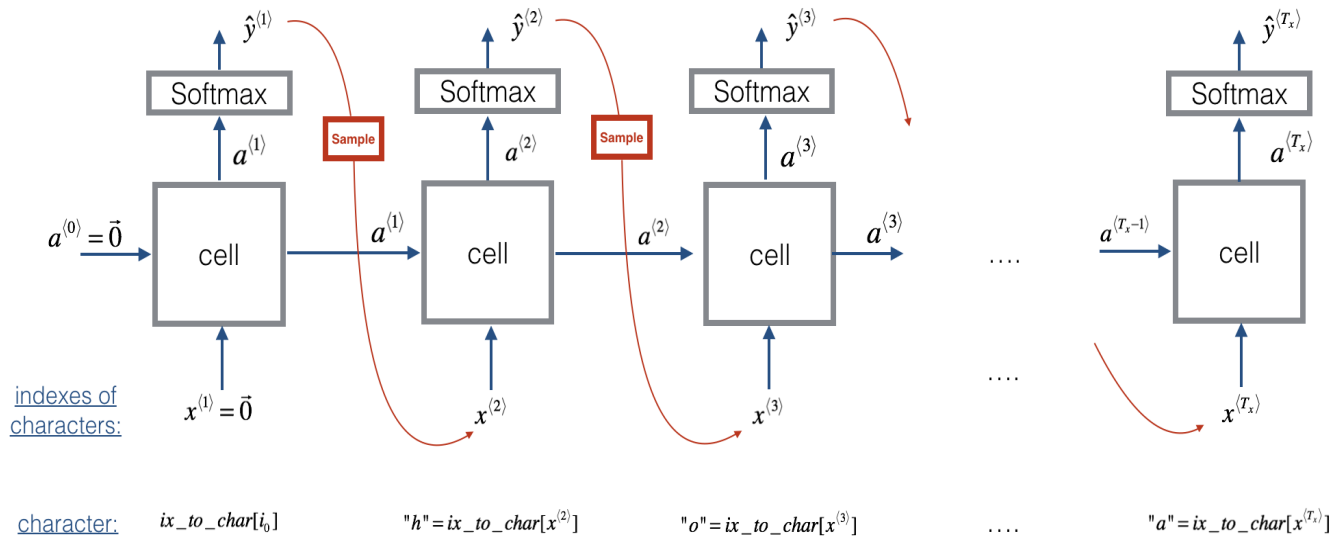 ŷ⟨1⟩ ŷ⟨2⟩ ŷ⟨3⟩ ŷ⟨Tx⟩
Softmax Softmax Softmax Softmax
Sample Sample
a⟨1⟩ a⟨2⟩ a⟨3⟩ a⟨Tx⟩
a⟨0⟩ = 0⃗ cell a⟨1⟩ cell a⟨2⟩ cell a⟨3⟩ .... a⟨Tx−1⟩ cell
....
indexes of
characters:
x⟨1⟩ = 0⃗ x⟨2⟩ x⟨3⟩ x⟨Tx⟩
character: ix_to_char[i₀] "h"= ix_to_char[x⟨2⟩] "o"= ix_to_char[x⟨3⟩] .... "a"= ix_to_char[x⟨Tx⟩]